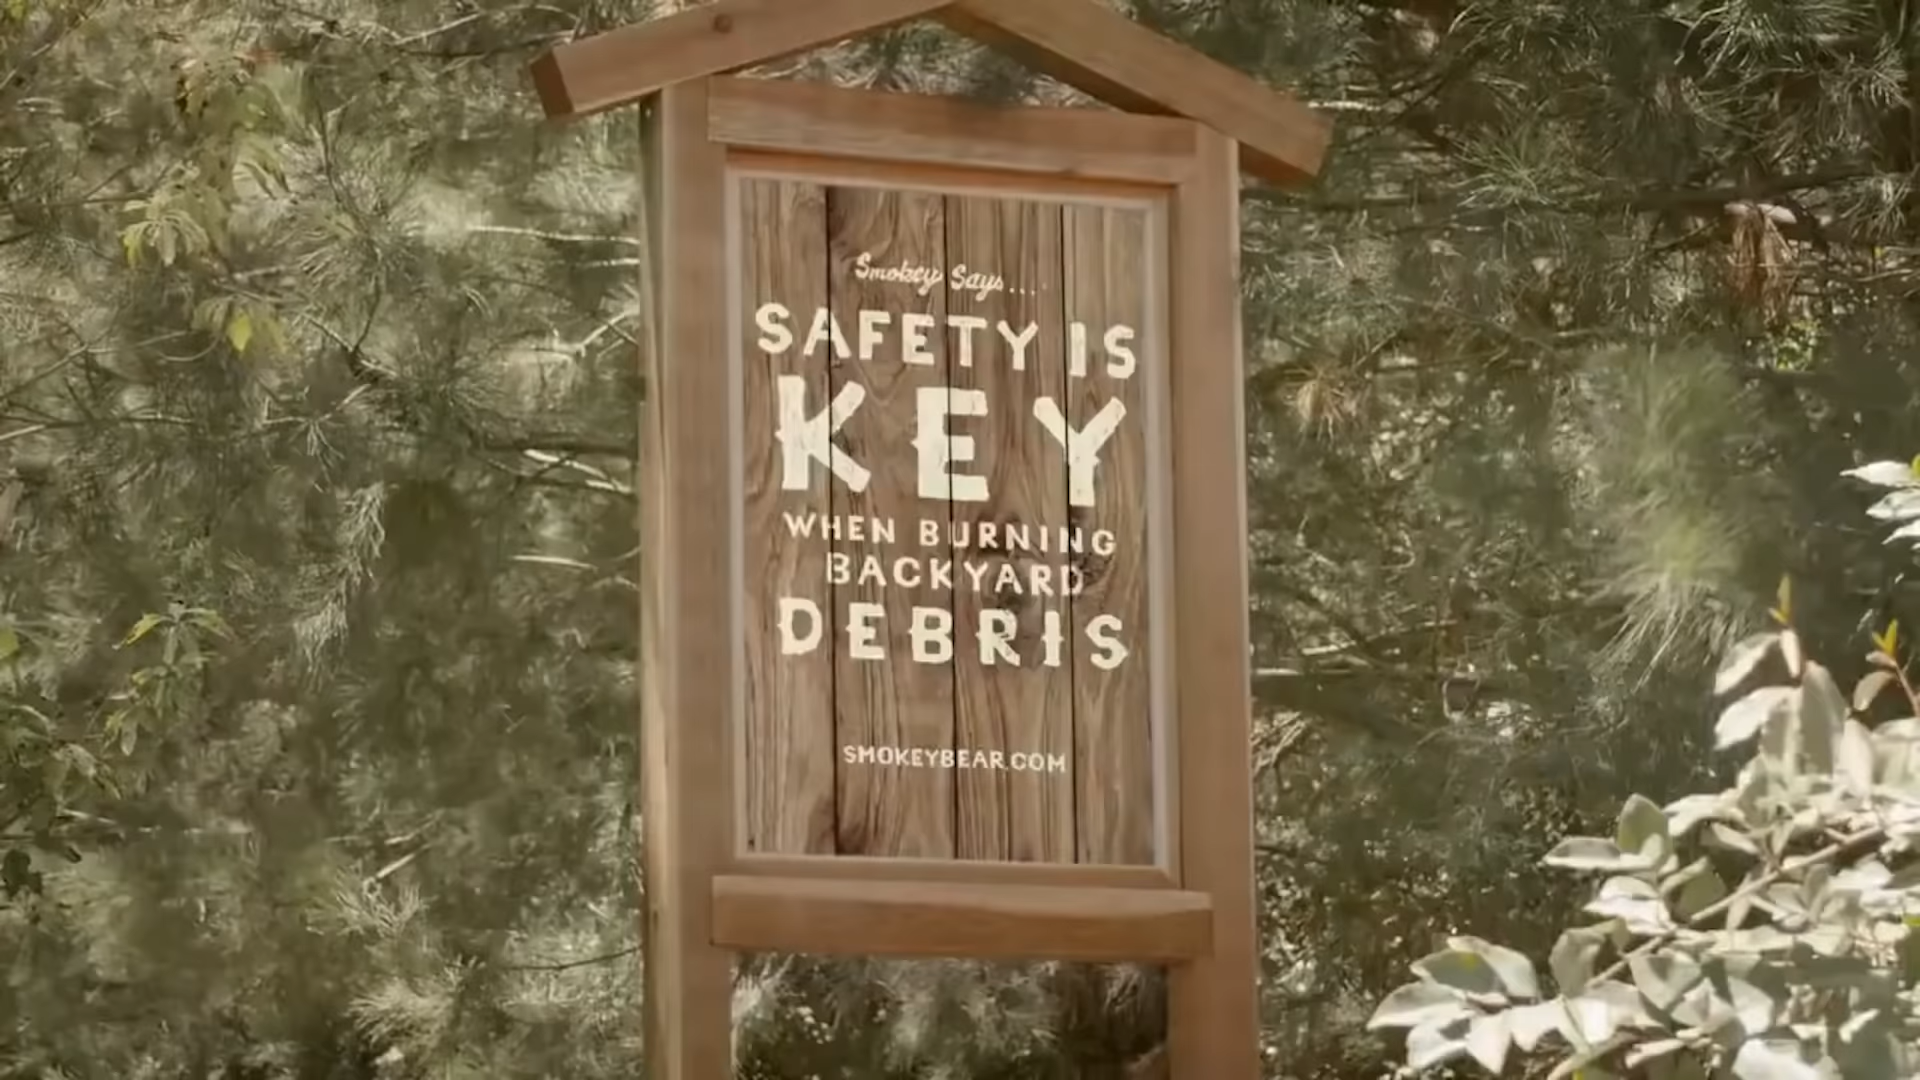 Smokey Says....
SAFETY IS
KEY
WHEN BURNING
BACKYARD
DEBRIS
SMOKEYBEAR.COM